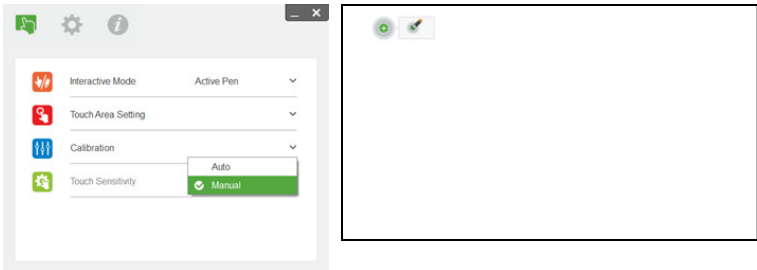 Interactive Mode Active Pen
Touch Area Setting
Calibration
Auto
Touch Sensitivity
Manual